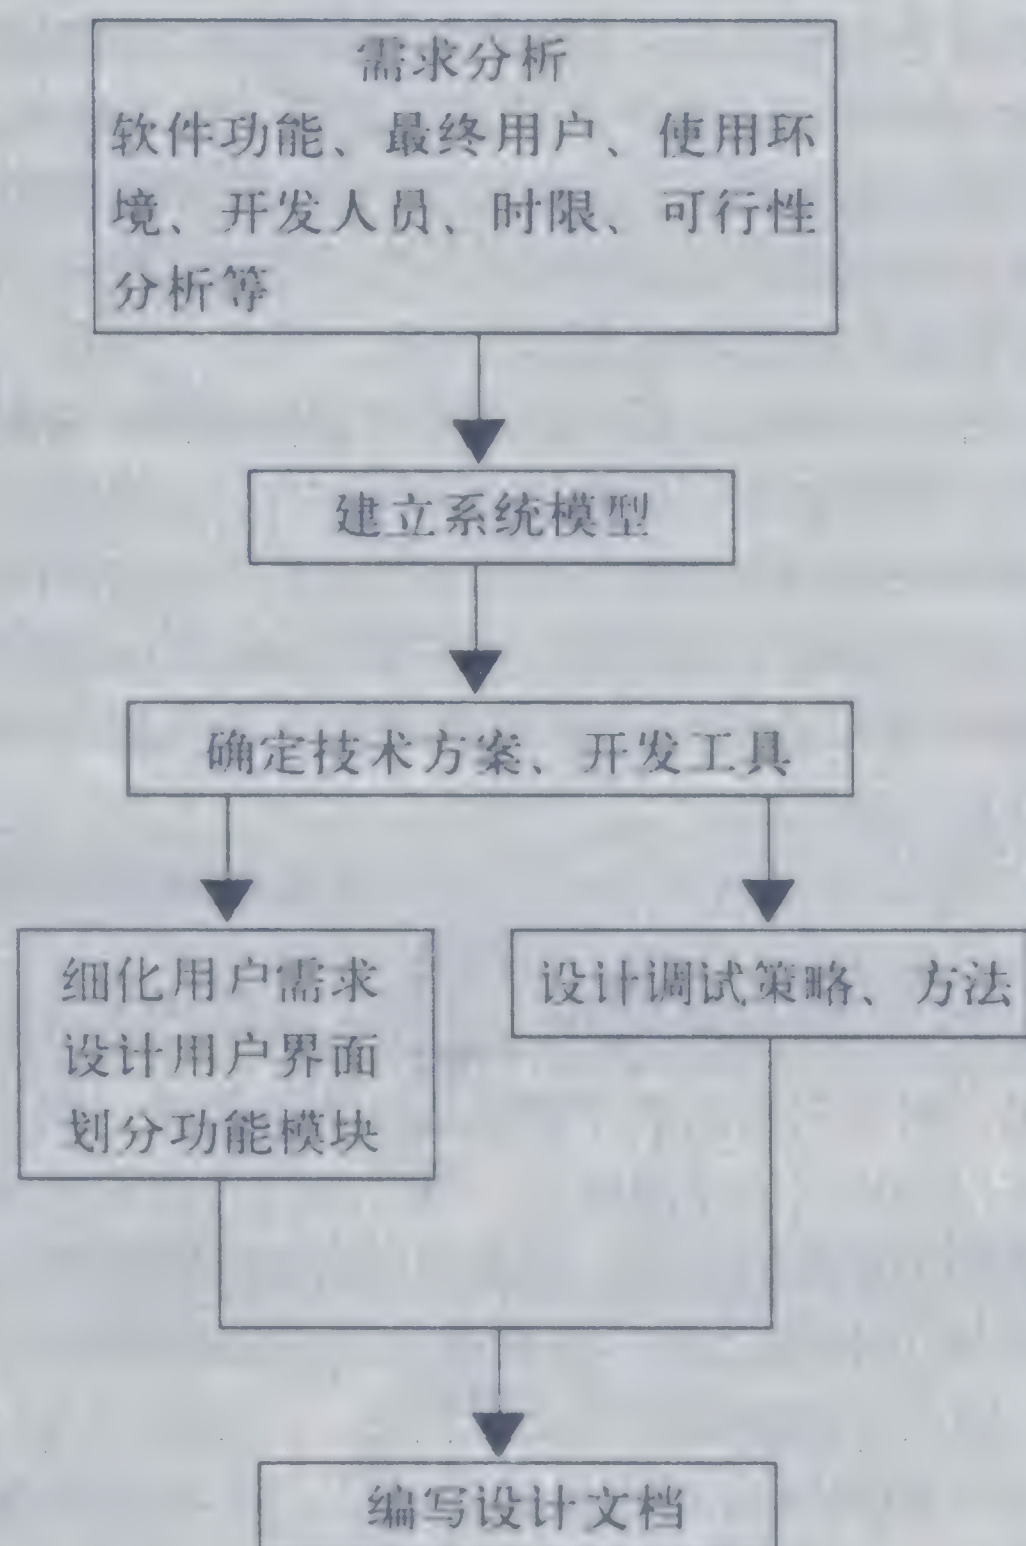 需求分析
软件功能、最终用户、使用环
境、开发人员、时限、可行性
分析等
建立系统模型
确定技术方案、开发工具
细化用户需求
设计用户界面
划分功能模块
设计调试策略、方法
编写设计文档